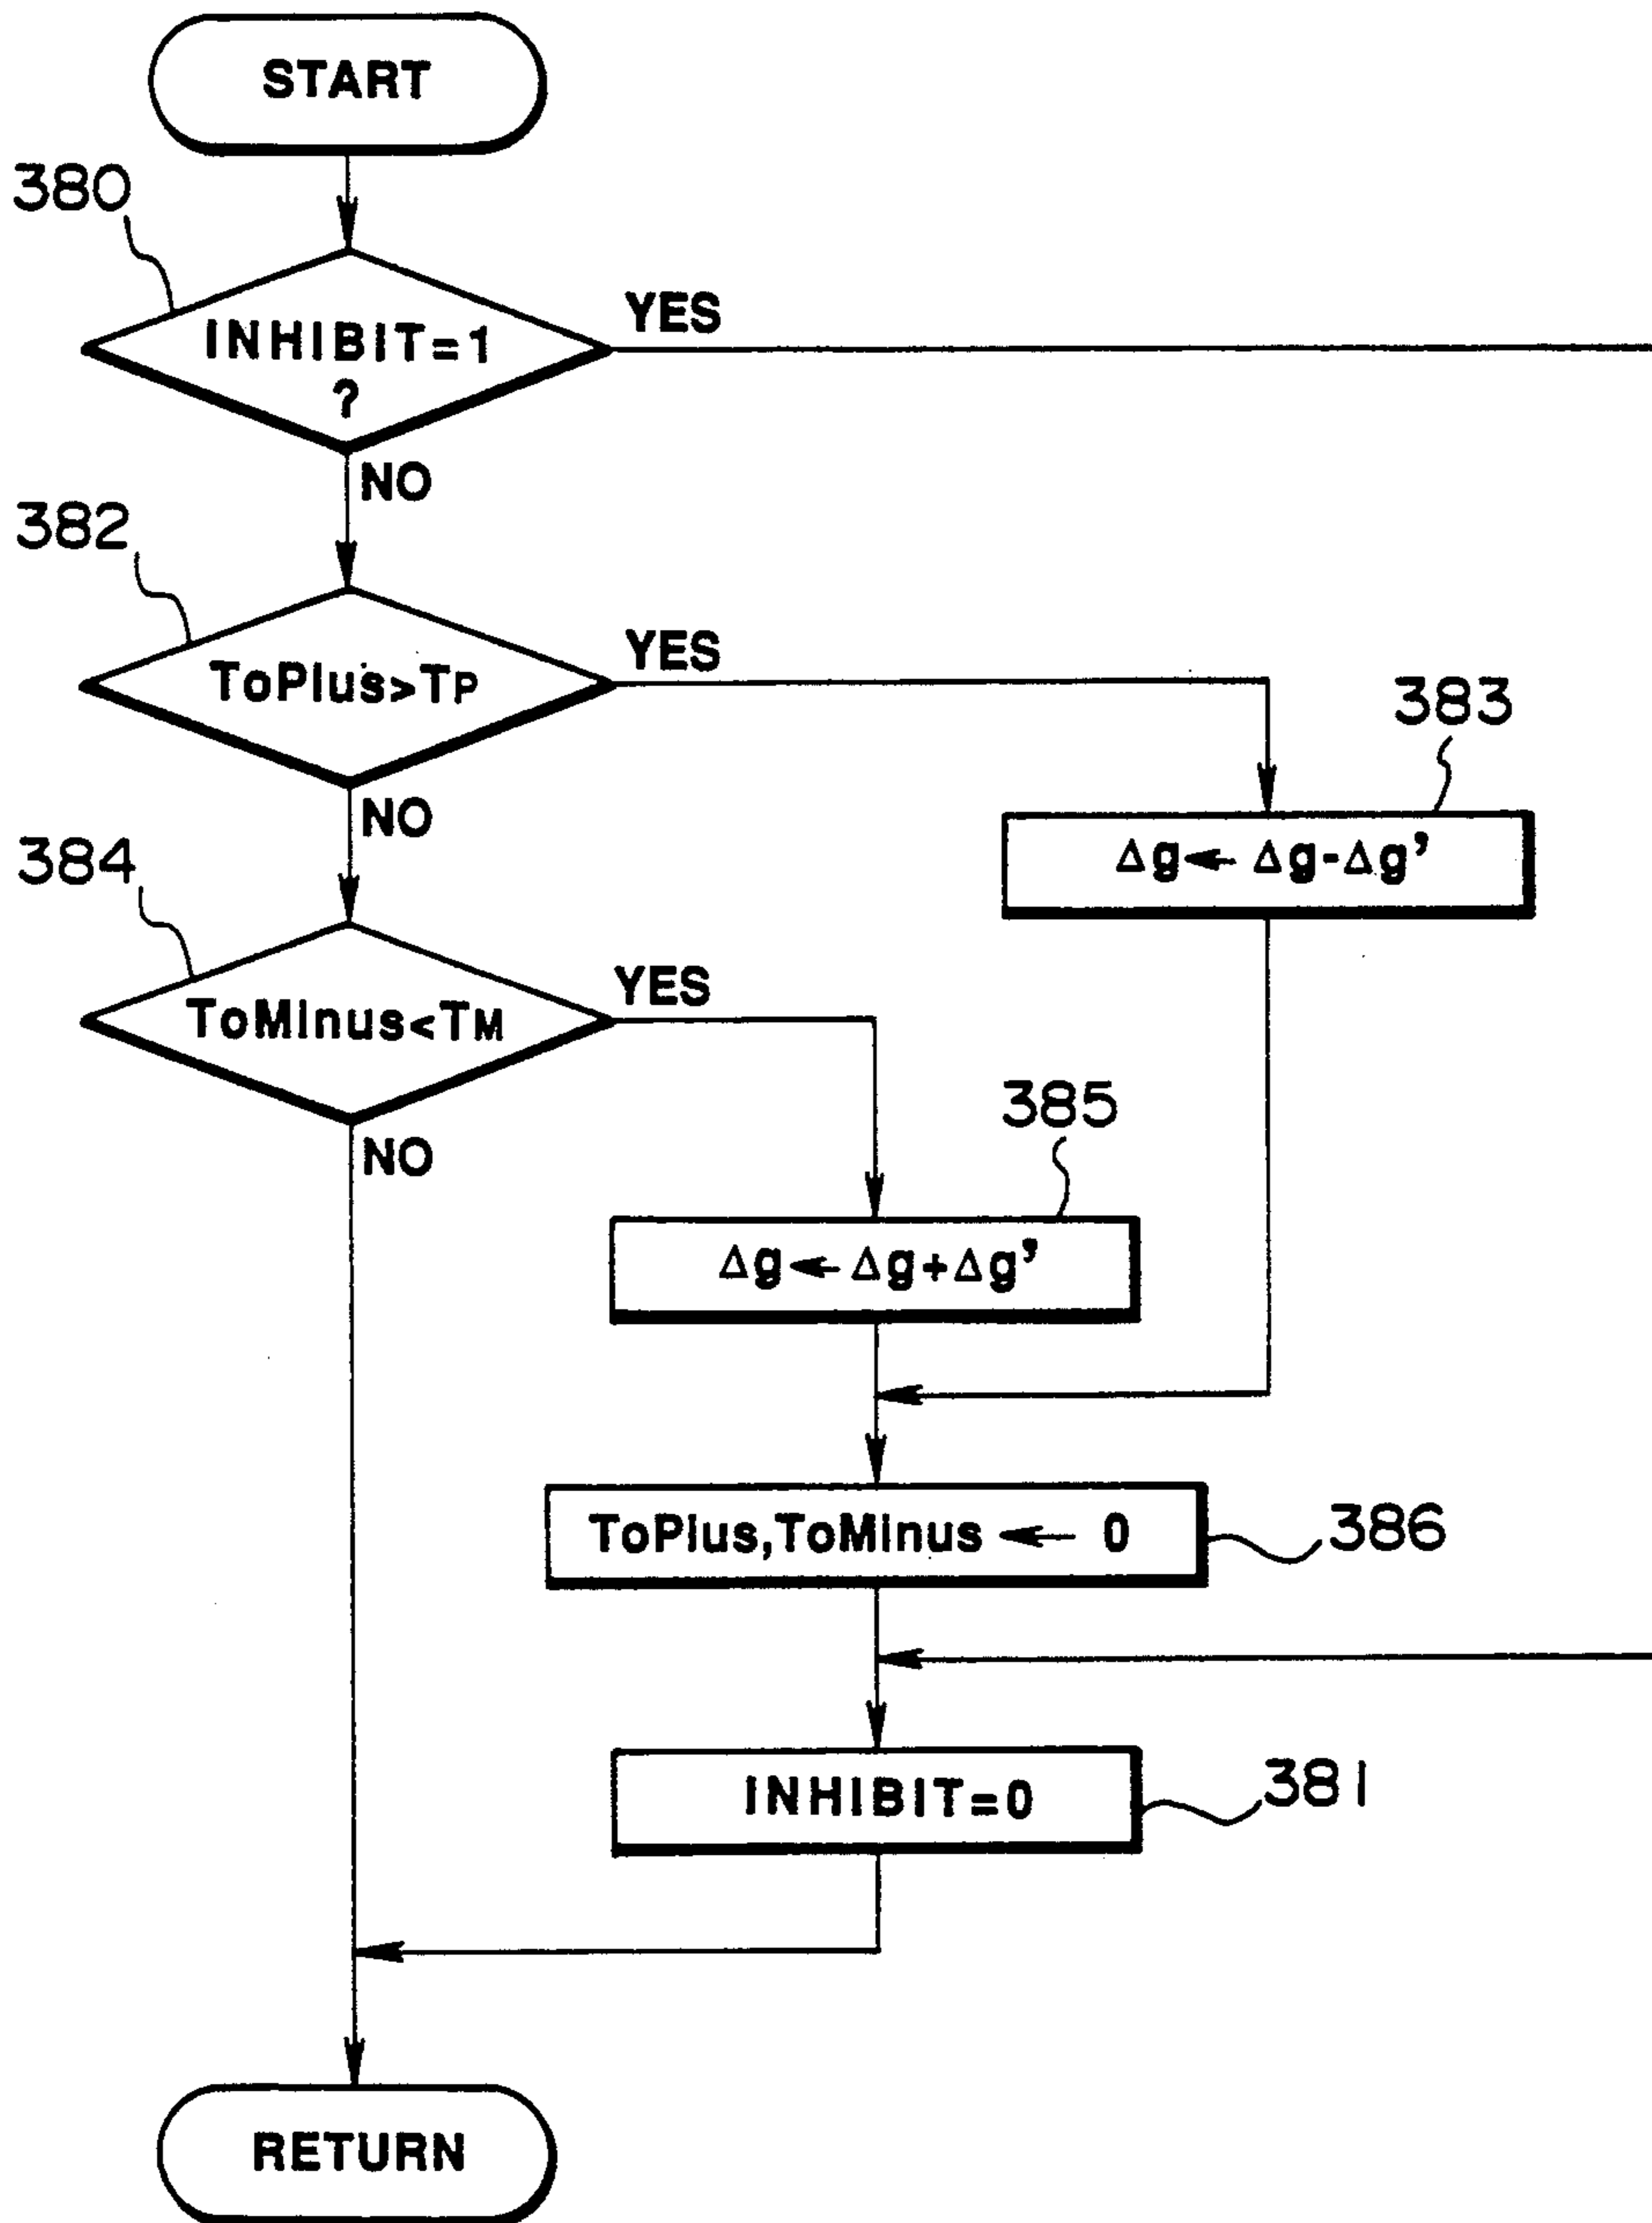 START
380
INHIBIT=1
?
YES
NO
382
ToPlus>TP
YES
NO
383
Δg← Δg-Δg'
384
ToMinus<TM
YES
NO
385
Δg← Δg+Δg'
ToPlus,ToMinus ← 0
386
INHIBIT=0
381
RETURN